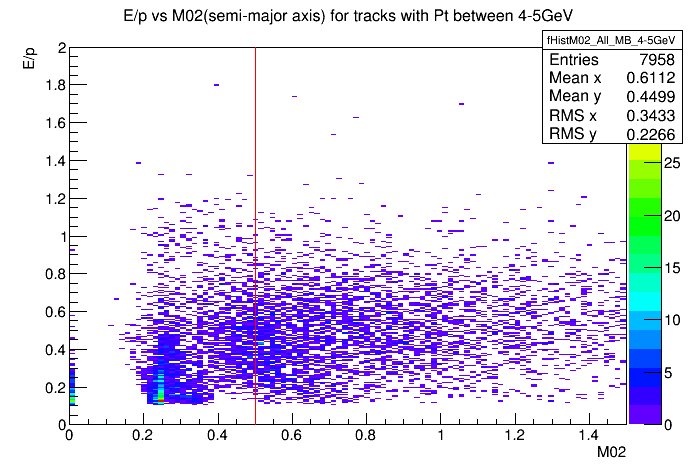 E/p vs M02(semi-major axis) for tracks with Pt between 4-5GeV
fHistM02_All_MB_4-5GeV
Entries 7958
Mean x 0.6112
Mean y 0.4499
RMS x 0.3433
RMS y 0.2266
E/p
2
1.8
1.6
1.4
1.2
1
0.8
0.6
0.4
0.2
0
0 0.2 0.4 0.6 0.8 1 1.2 1.4
M02
25
20
15
10
5
0